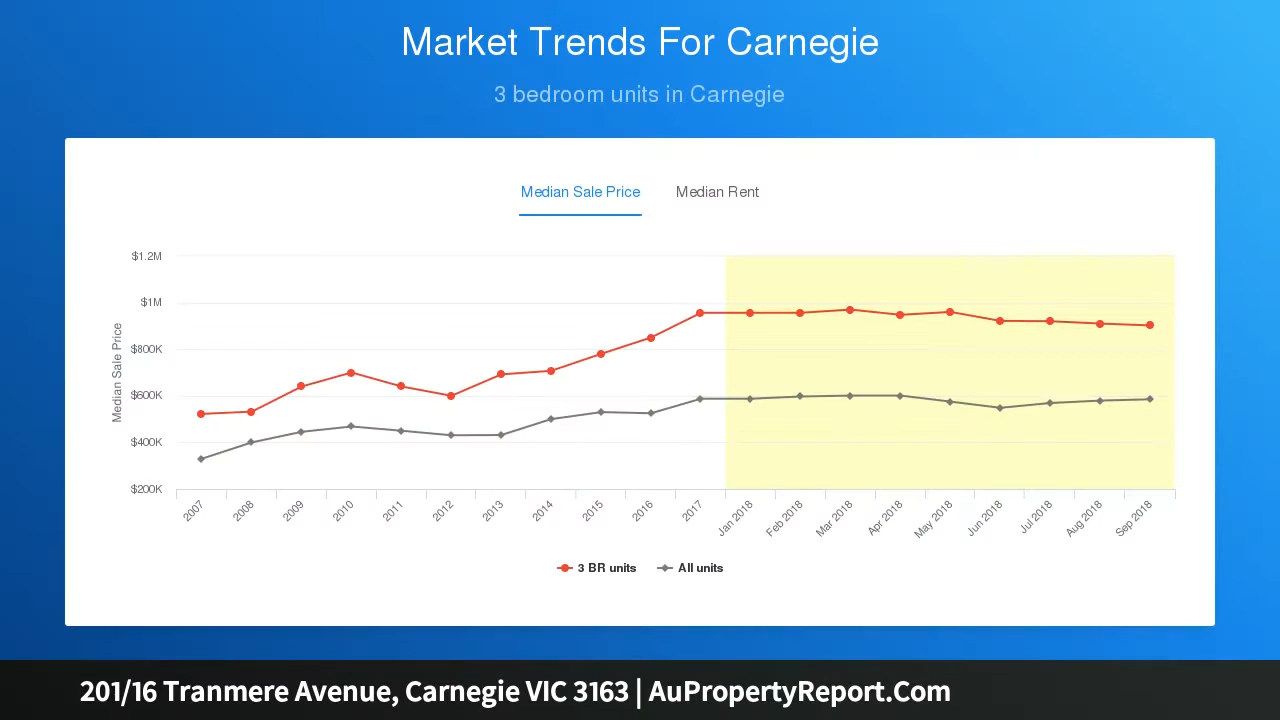 Market Trends For Carnegie
3 bedroom units in Carnegie
Median Sale Price
Median Rent
Median Sale Price
$1.2M
$1M
$800K
$600K
$400K
$200K
2007
2008
2009
2010
2011
2012
2013
2014
2015
2016
2017
Jan 2018
Feb 2018
Mar 2018
Apr 2018
May 2018
Jun 2018
Jul 2018
Aug 2018
Sep 2018
3 BR units
All units
201/16 Tranmere Avenue, Carnegie VIC 3163 | AuPropertyReport.Com